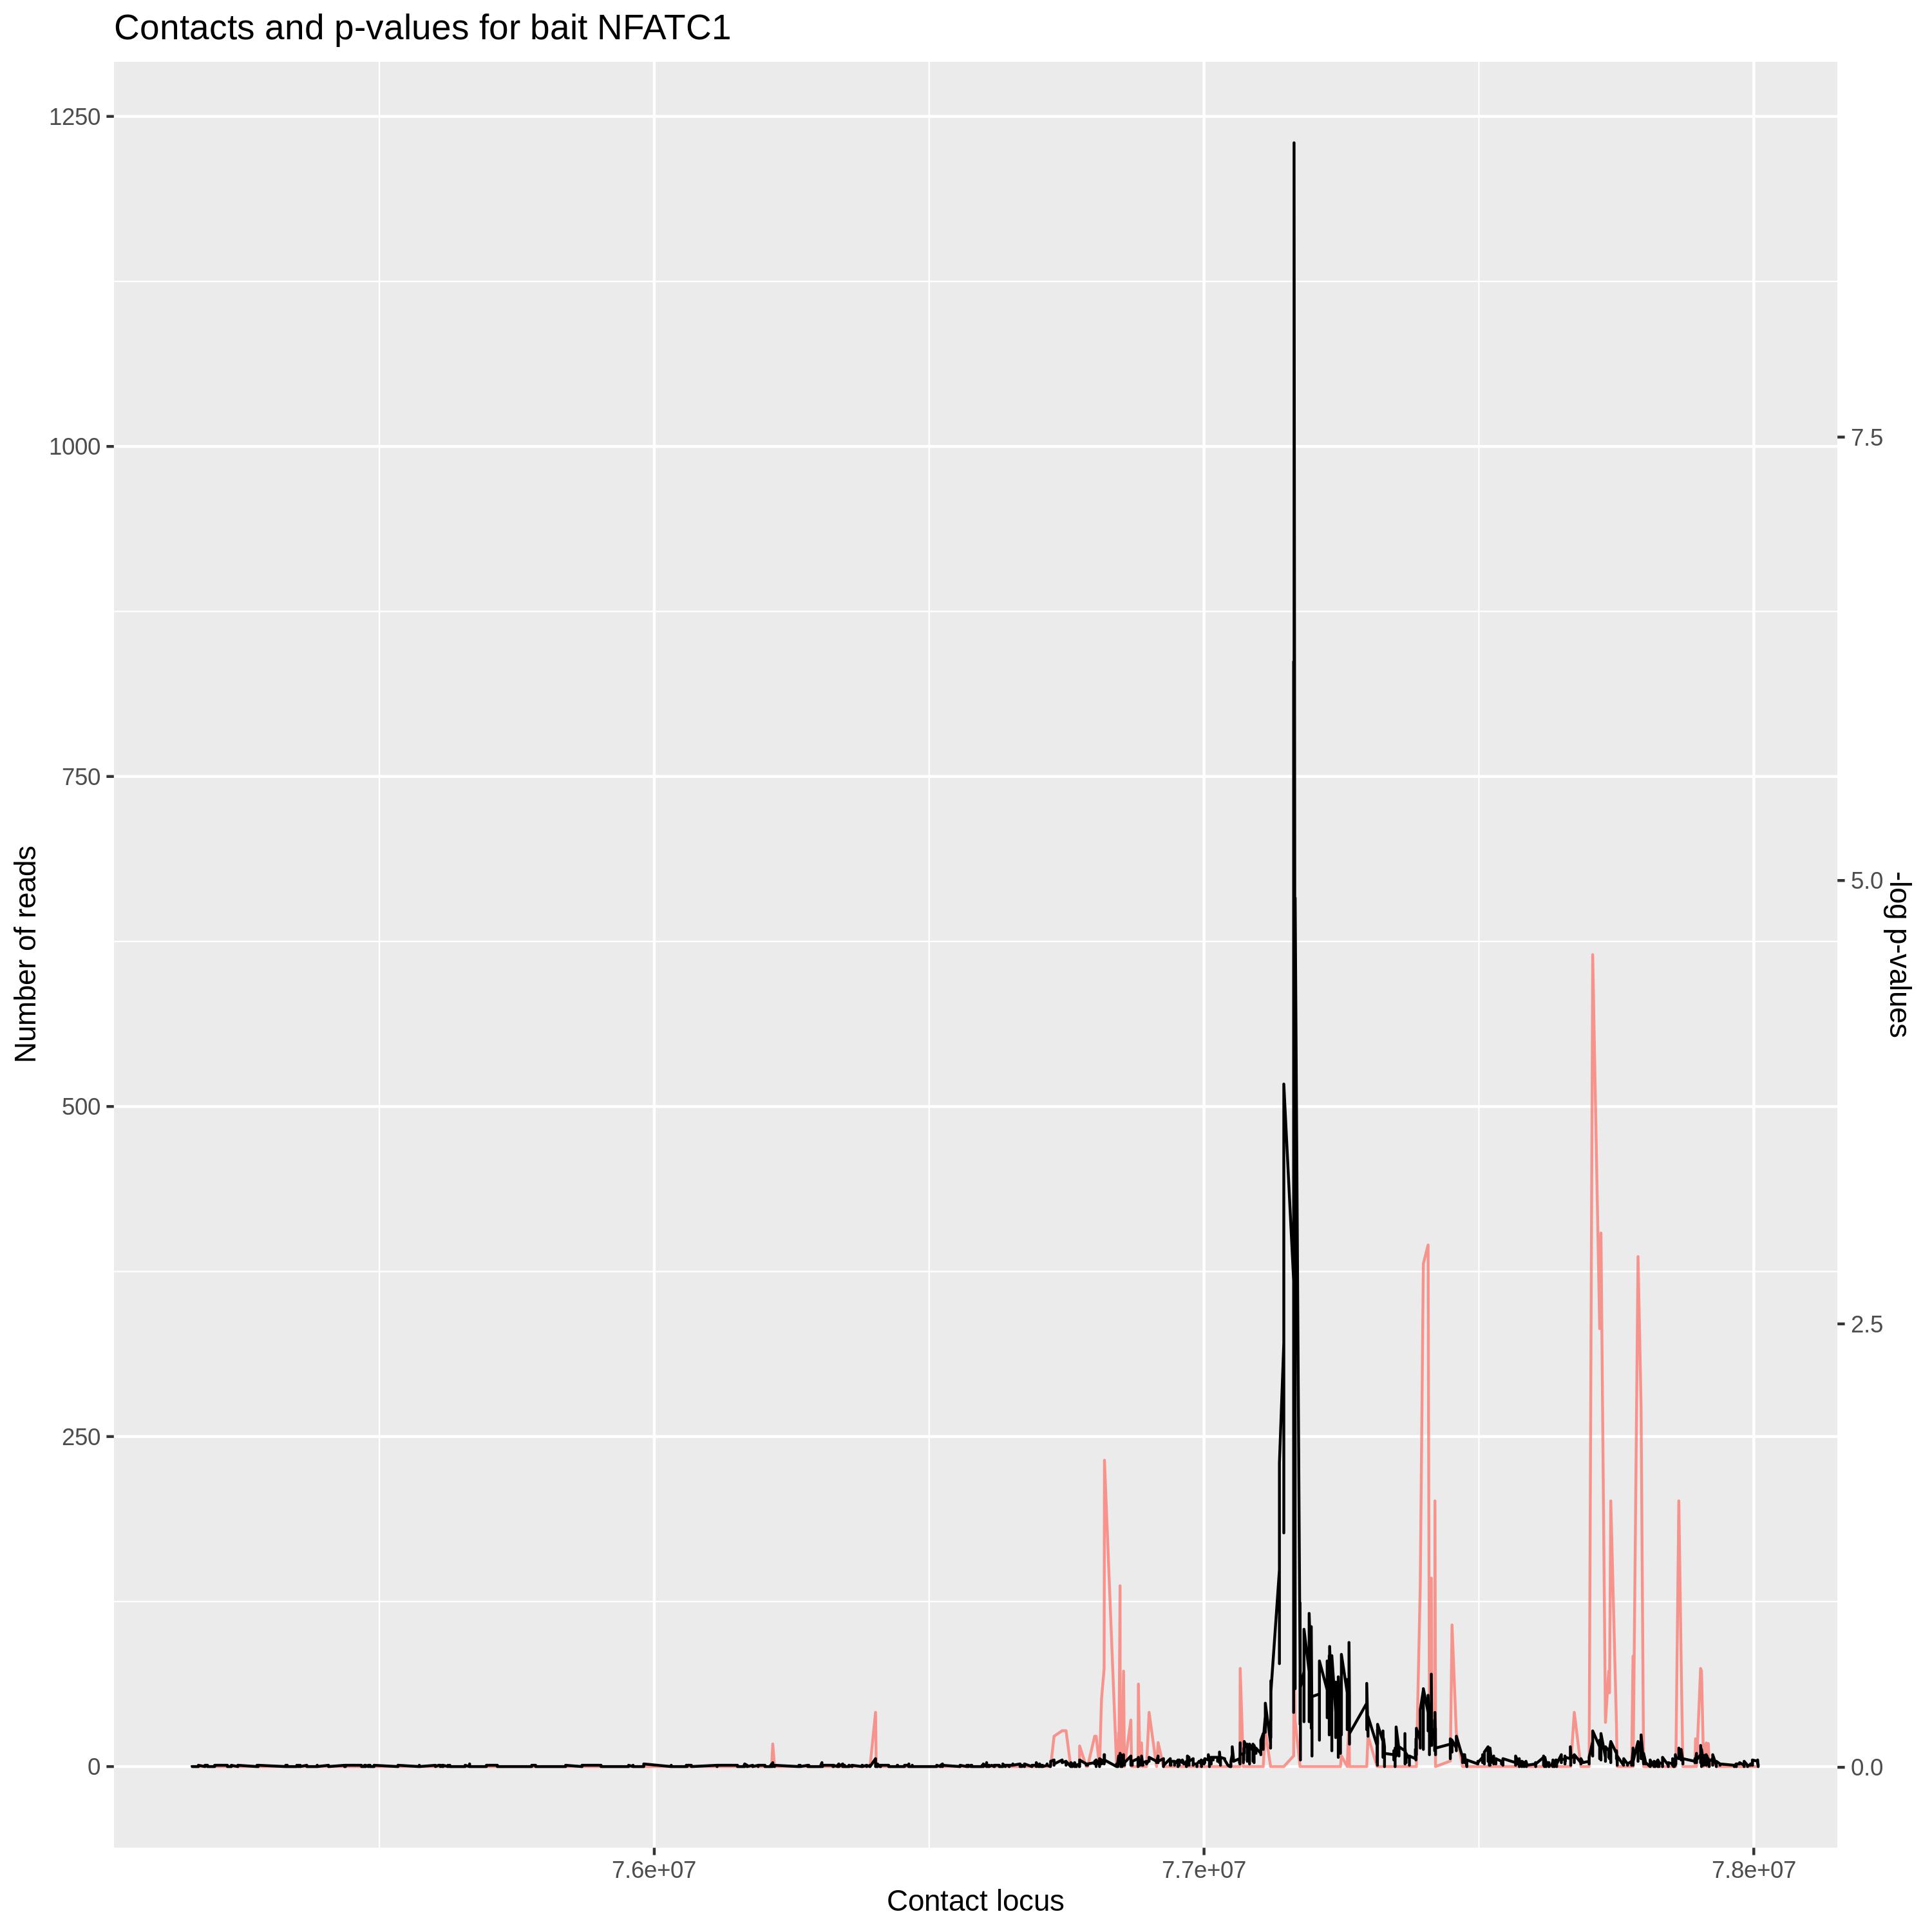 Contacts and p-values for bait NFATC1
1250
1000
750
500
250
0
Number of reads
7.5
5.0
2.5
0.0
-log p-values
7.6e+07
7.7e+07
7.8e+07
Contact locus